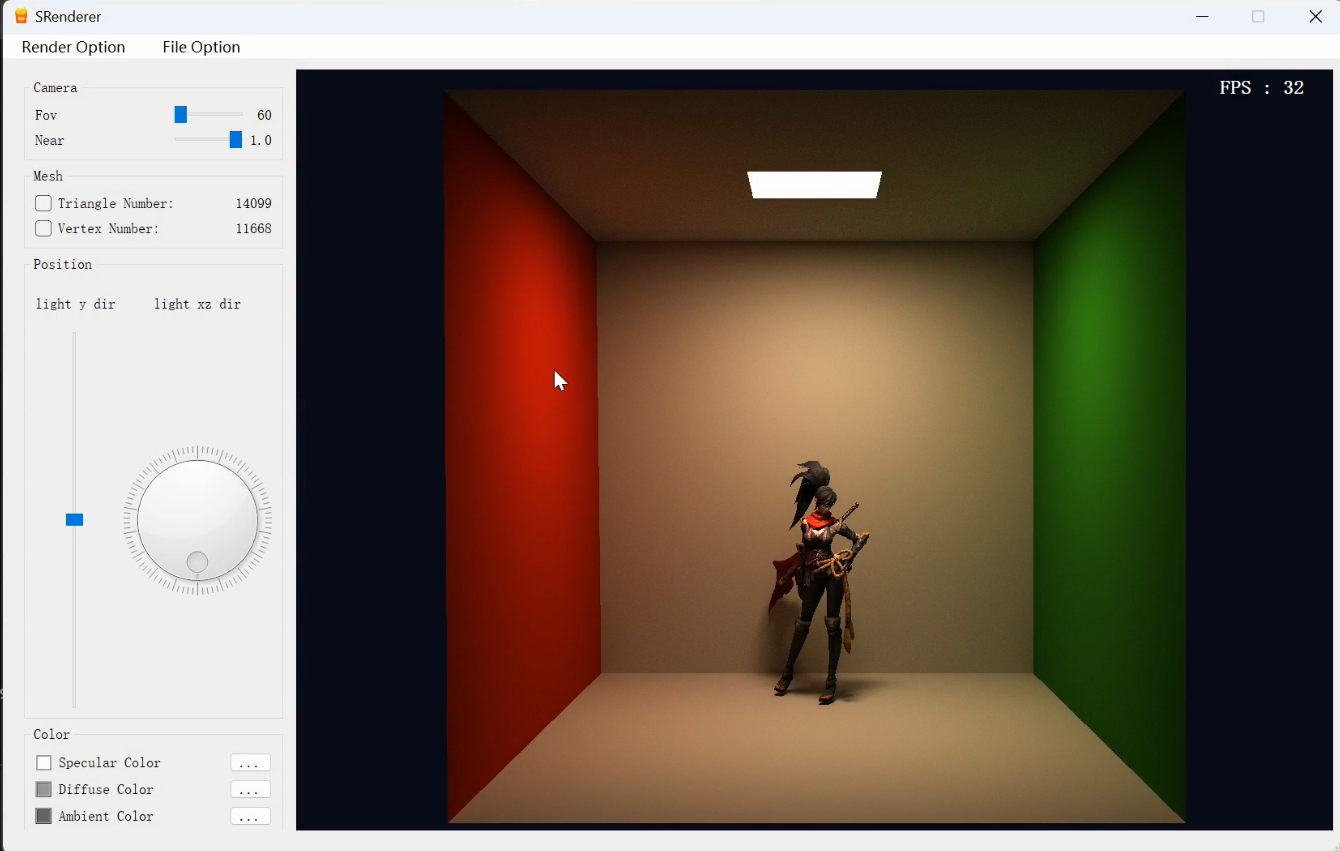 SRenderer
Render Option File Option
FPS : 32
Camera
Fov 60
Near 1.0
Mesh
Triangle Number: 14099
Vertex Number: 11668
Position
light y dir light xz dir
Color
Specular Color ...
Diffuse Color ...
Ambient Color ...